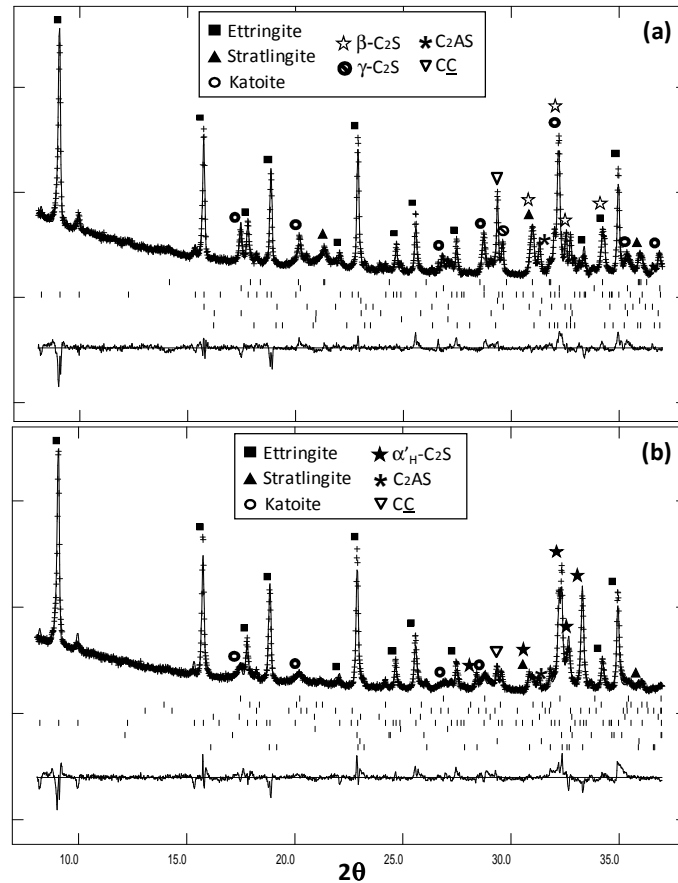 (a)
■ Ettringite
▲ Stratlingite
○ Katoite
☆ β-C₂S
⊘ γ-C₂S
* C₂AS
▽ CC̲
(b)
■ Ettringite
▲ Stratlingite
○ Katoite
★ α'H-C₂S
* C₂AS
▽ CC̲
10.0 15.0 20.0 25.0 30.0 35.0
2θ